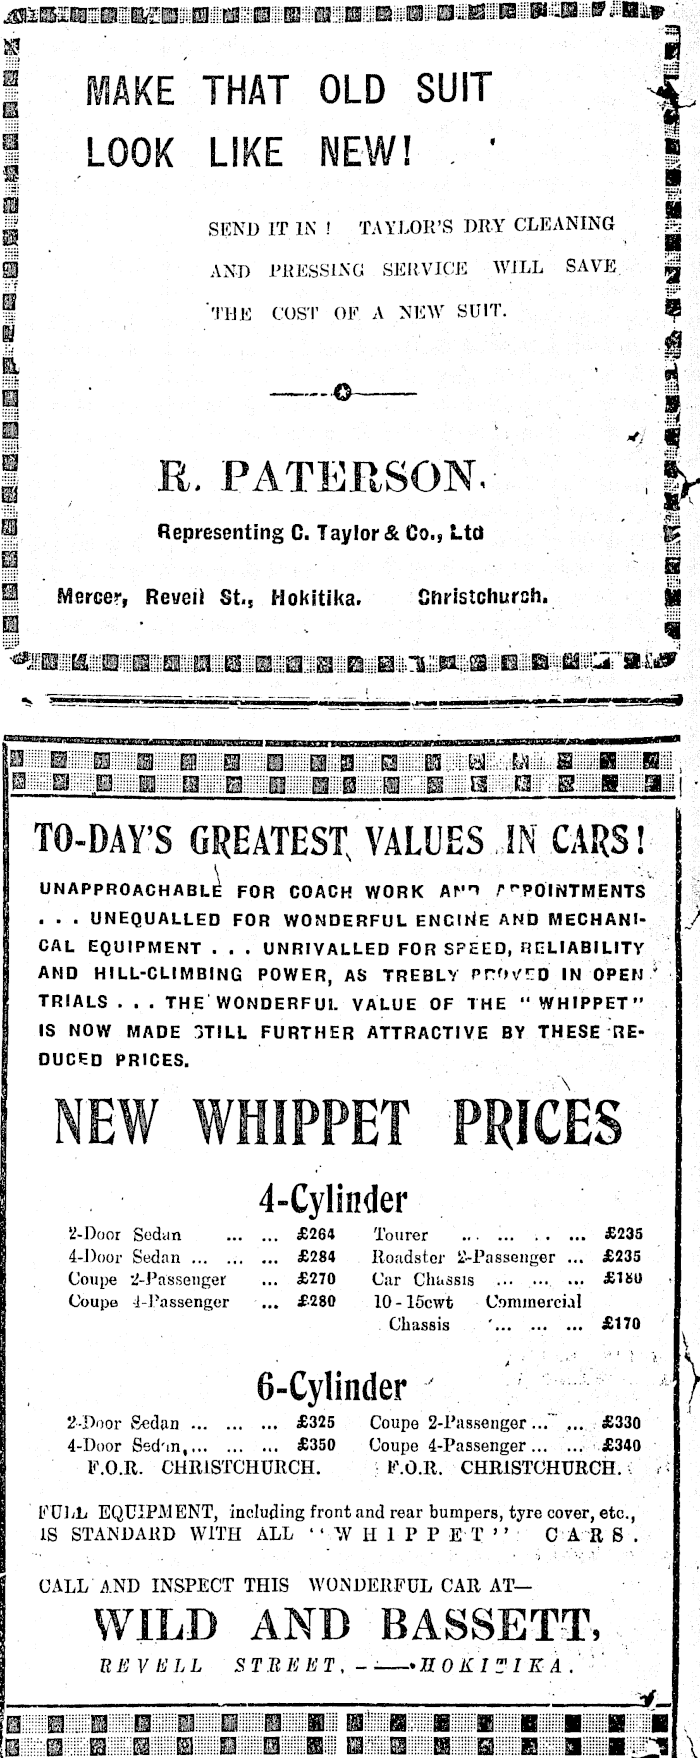 MAKE THAT OLD SUIT
LOOK LIKE NEW!
SEND IT IN ! TAYLOR'S DRY CLEANING
AND PRESSING SERVICE WILL SAVE
THE COST OF A NEW SUIT.
R. PATERSON.
Representing C. Taylor & Co., Ltd
Mercer, Revell St., Hokitika. Christchurch.
TO-DAY'S GREATEST VALUES IN CARS!
UNAPPROACHABLE FOR COACH WORK AND APPOINTMENTS
. . . UNEQUALLED FOR WONDERFUL ENGINE AND MECHANI-
CAL EQUIPMENT . . . UNRIVALLED FOR SPEED, RELIABILITY
AND HILL-CLIMBING POWER, AS TREBLY PROVED IN OPEN
TRIALS . . . THE WONDERFUL VALUE OF THE "WHIPPET"
IS NOW MADE STILL FURTHER ATTRACTIVE BY THESE RE-
DUCED PRICES.
NEW WHIPPET PRICES
4-Cylinder
2-Door Sedan ... ... £264 Tourer ... ... ... ... £235
4-Door Sedan ... ... ... £284 Roadster 2-Passenger ... £235
Coupe 2-Passenger ... £270 Car Chassis ... ... ... £180
Coupe 4-Passenger ... £280 10-15cwt Commercial
Chassis ... ... ... £170
6-Cylinder
2-Door Sedan ... ... ... £325 Coupe 2-Passenger ... ... £330
4-Door Sedan, ... ... ... £350 Coupe 4-Passenger ... ... £340
F.O.R. CHRISTCHURCH. F.O.R. CHRISTCHURCH.
FULL EQUIPMENT, including front and rear bumpers, tyre cover, etc.,
IS STANDARD WITH ALL "WHIPPET" CARS.
CALL AND INSPECT THIS WONDERFUL CAR AT—
WILD AND BASSETT,
REVELL STREET, - —— HOKITIKA.